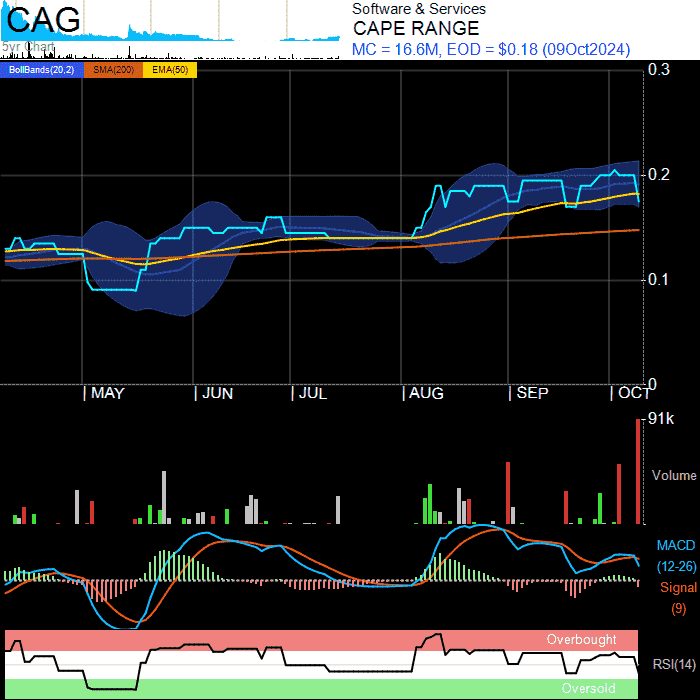 CAG
5yr Chart
Software & Services
CAPE RANGE
MC = 16.6M, EOD = $0.18 (09Oct2024)
BollBands(20,2) SMA(200) EMA(50)
0.3
0.2
0.1
0
MAY JUN JUL AUG SEP OCT
91k
Volume
MACD
(12-26)
Signal
(9)
Overbought
RSI(14)
Oversold